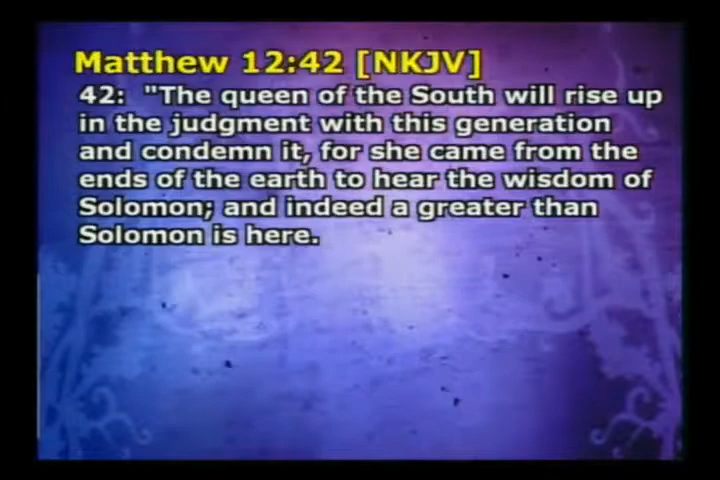 Matthew 12:42 [NKJV]
42:  "The queen of the South will rise up
in the judgment with this generation
and condemn it, for she came from the
ends of the earth to hear the wisdom of
Solomon; and indeed a greater than
Solomon is here.